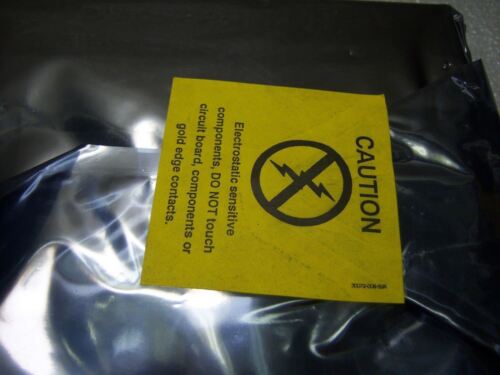 CAUTION
Electrostatic sensitive
components, DO NOT touch
circuit board, components or
gold edge contacts.